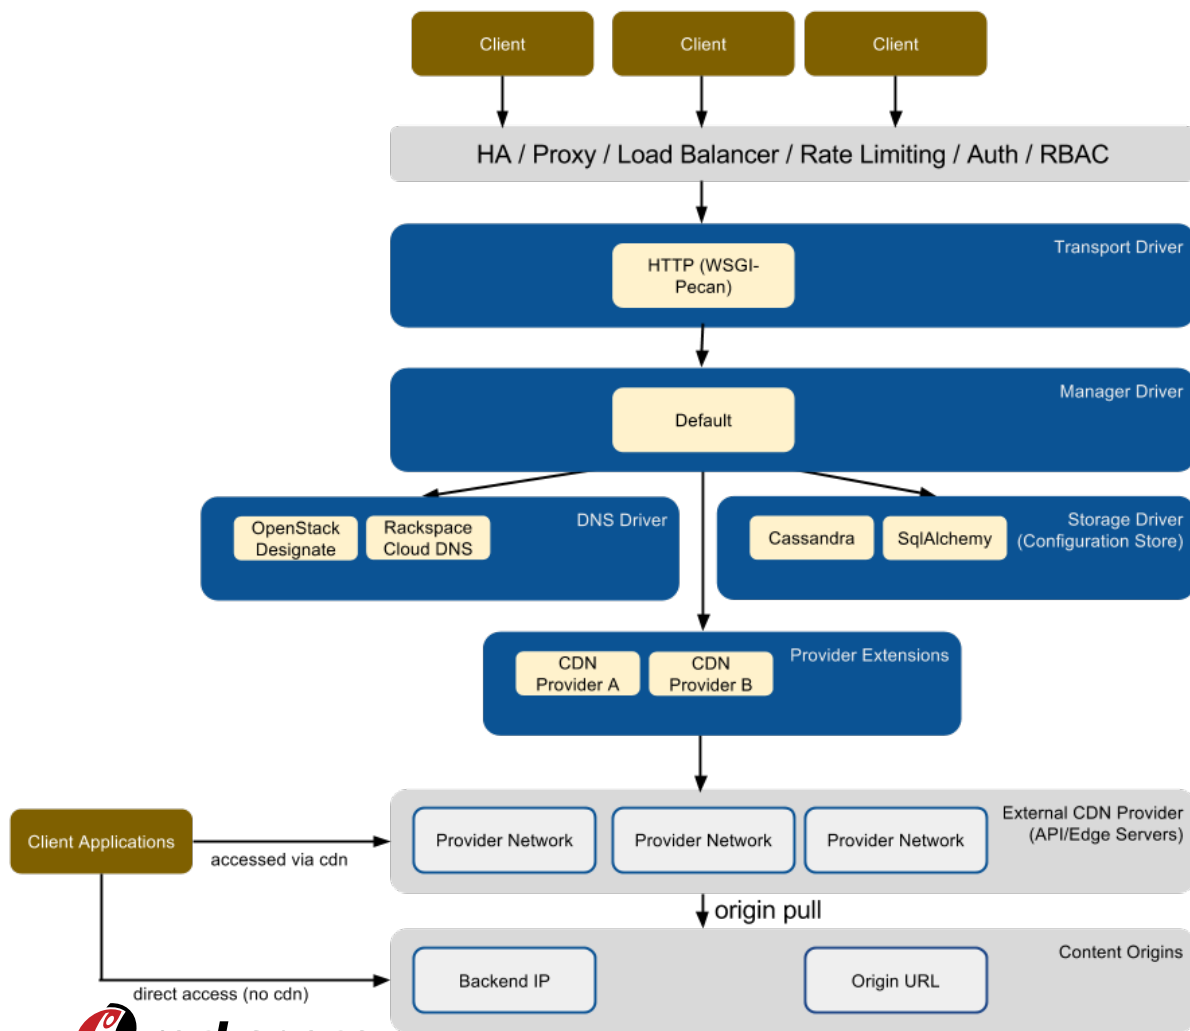 Client
Client
Client
HA / Proxy / Load Balancer / Rate Limiting / Auth / RBAC
Transport Driver
HTTP (WSGI-
Pecan)
Manager Driver
Default
DNS Driver
OpenStack
Designate
Rackspace
Cloud DNS
Storage Driver
(Configuration Store)
Cassandra
SqlAlchemy
Provider Extensions
CDN
Provider A
CDN
Provider B
External CDN Provider
(API/Edge Servers)
Provider Network
Provider Network
Provider Network
Client Applications
accessed via cdn
origin pull
Content Origins
Backend IP
Origin URL
direct access (no cdn)